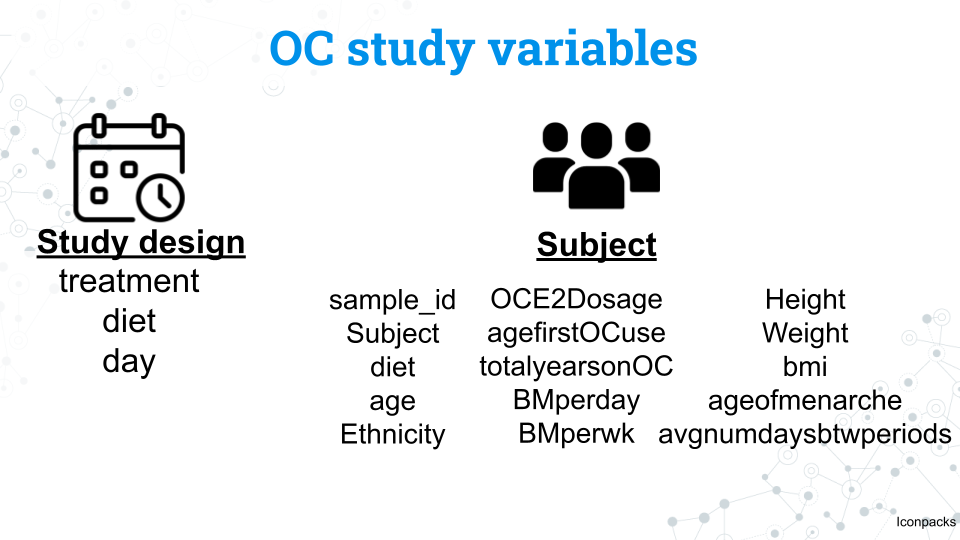 OC study variables
Study design
treatment
diet
day
Subject
sample_id
Subject
diet
age
Ethnicity
OCE2Dosage
agefirstOCuse
totalyearsonOC
BMperday
BMperwk
Height
Weight
bmi
ageofmenarche
avgnumdaysbtwperiods
Iconpacks